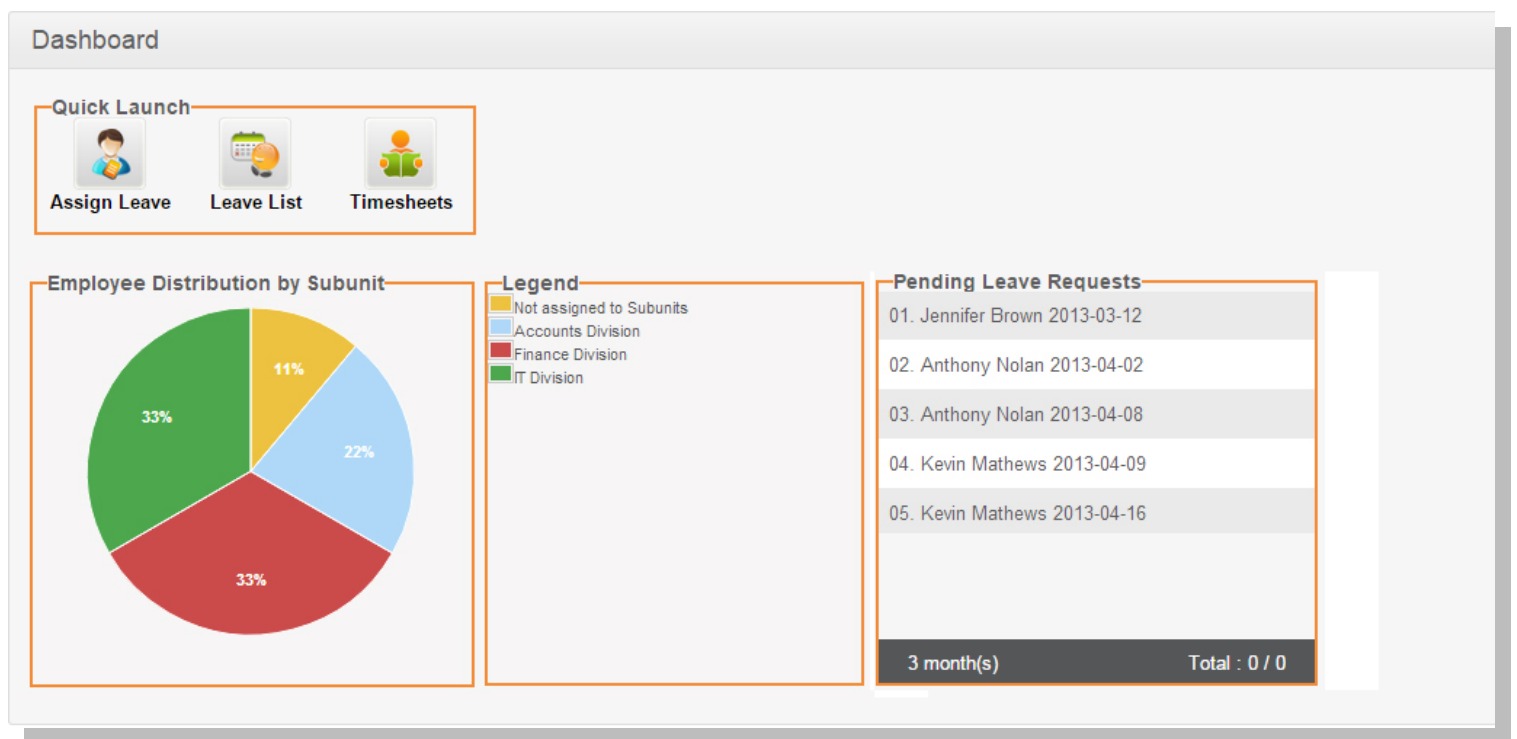 Dashboard
Quick Launch
Assign Leave Leave List Timesheets
Employee Distribution by Subunit
11%
33%
22%
33%
Legend
Not assigned to Subunits
Accounts Division
Finance Division
IT Division
Pending Leave Requests
01. Jennifer Brown 2013-03-12
02. Anthony Nolan 2013-04-02
03. Anthony Nolan 2013-04-08
04. Kevin Mathews 2013-04-09
05. Kevin Mathews 2013-04-16
3 month(s) Total : 0 / 0